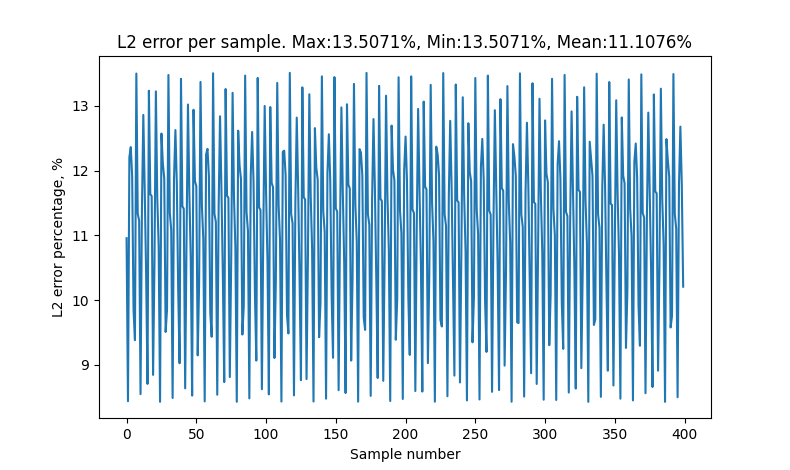 L2 error per sample. Max:13.5071%, Min:13.5071%, Mean:11.1076%
L2 error percentage, %
13
12
11
10
9
0 50 100 150 200 250 300 350 400
Sample number